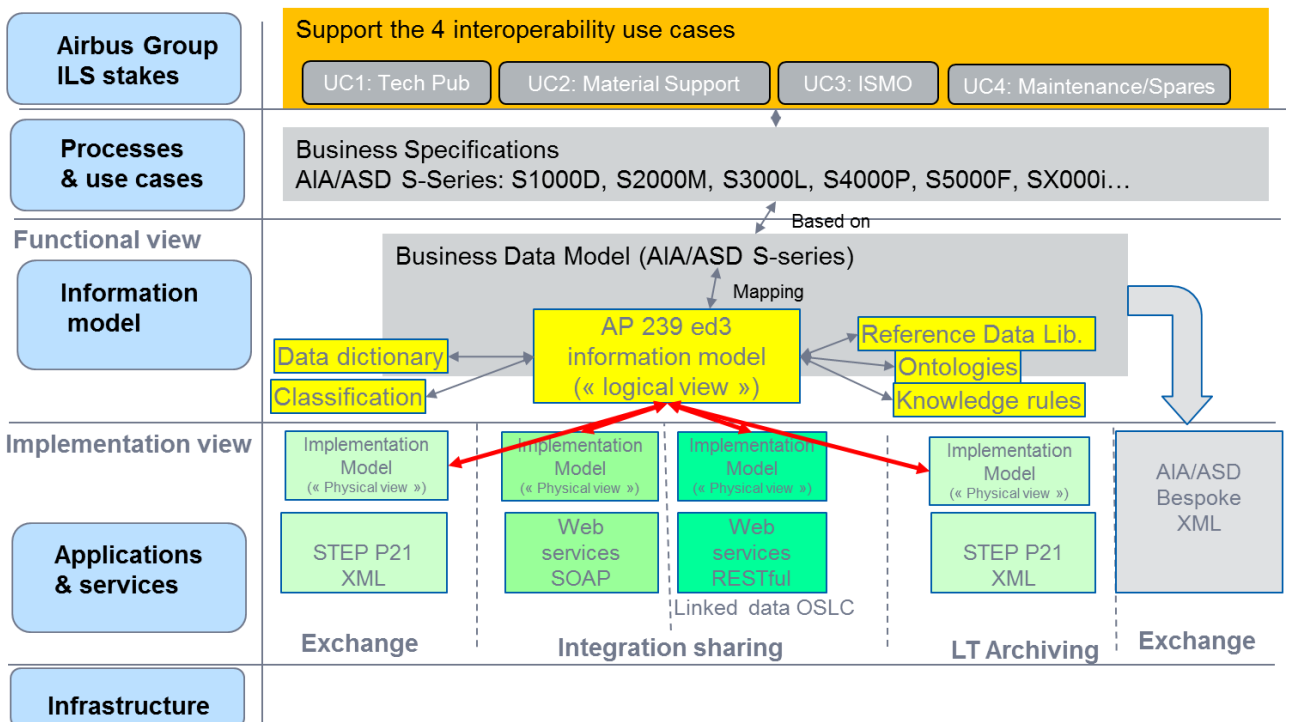 Airbus Group
ILS stakes
Support the 4 interoperability use cases
UC1: Tech Pub
UC2: Material Support
UC3: ISMO
UC4: Maintenance/Spares
Processes
& use cases
Business Specifications
AIA/ASD S-Series: S1000D, S2000M, S3000L, S4000P, S5000F, SX000i…
Based on
Functional view
Information
model
Business Data Model (AIA/ASD S-series)
Mapping
AP 239 ed3
information model
(« logical view »)
Data dictionary
Classification
Reference Data Lib.
Ontologies
Knowledge rules
Implementation view
Implementation
Model
(« Physical view »)
Implementation
Model
(« Physical view »)
Implementation
Model
(« Physical view »)
Implementation
Model
(« Physical view »)
AIA/ASD
Bespoke
XML
Applications
& services
STEP P21
XML
Web
services
SOAP
Web
services
RESTful
Linked data OSLC
STEP P21
XML
Exchange
Integration sharing
LT Archiving
Exchange
Infrastructure